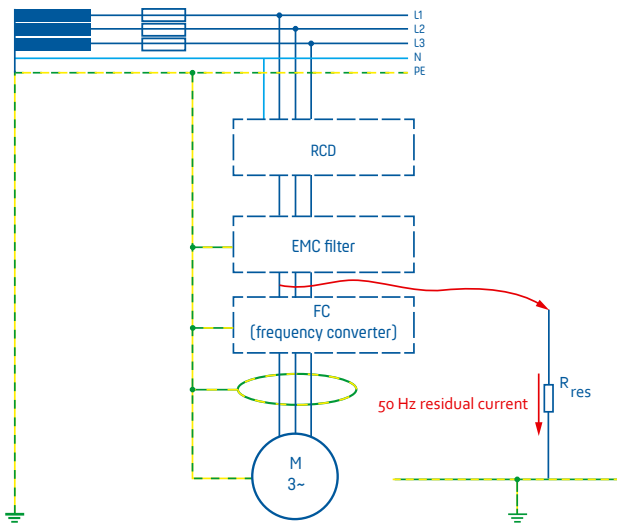 L1
L2
L3
N
PE
RCD
EMC filter
FC
(frequency converter)
50 Hz residual current
R res
M
3~